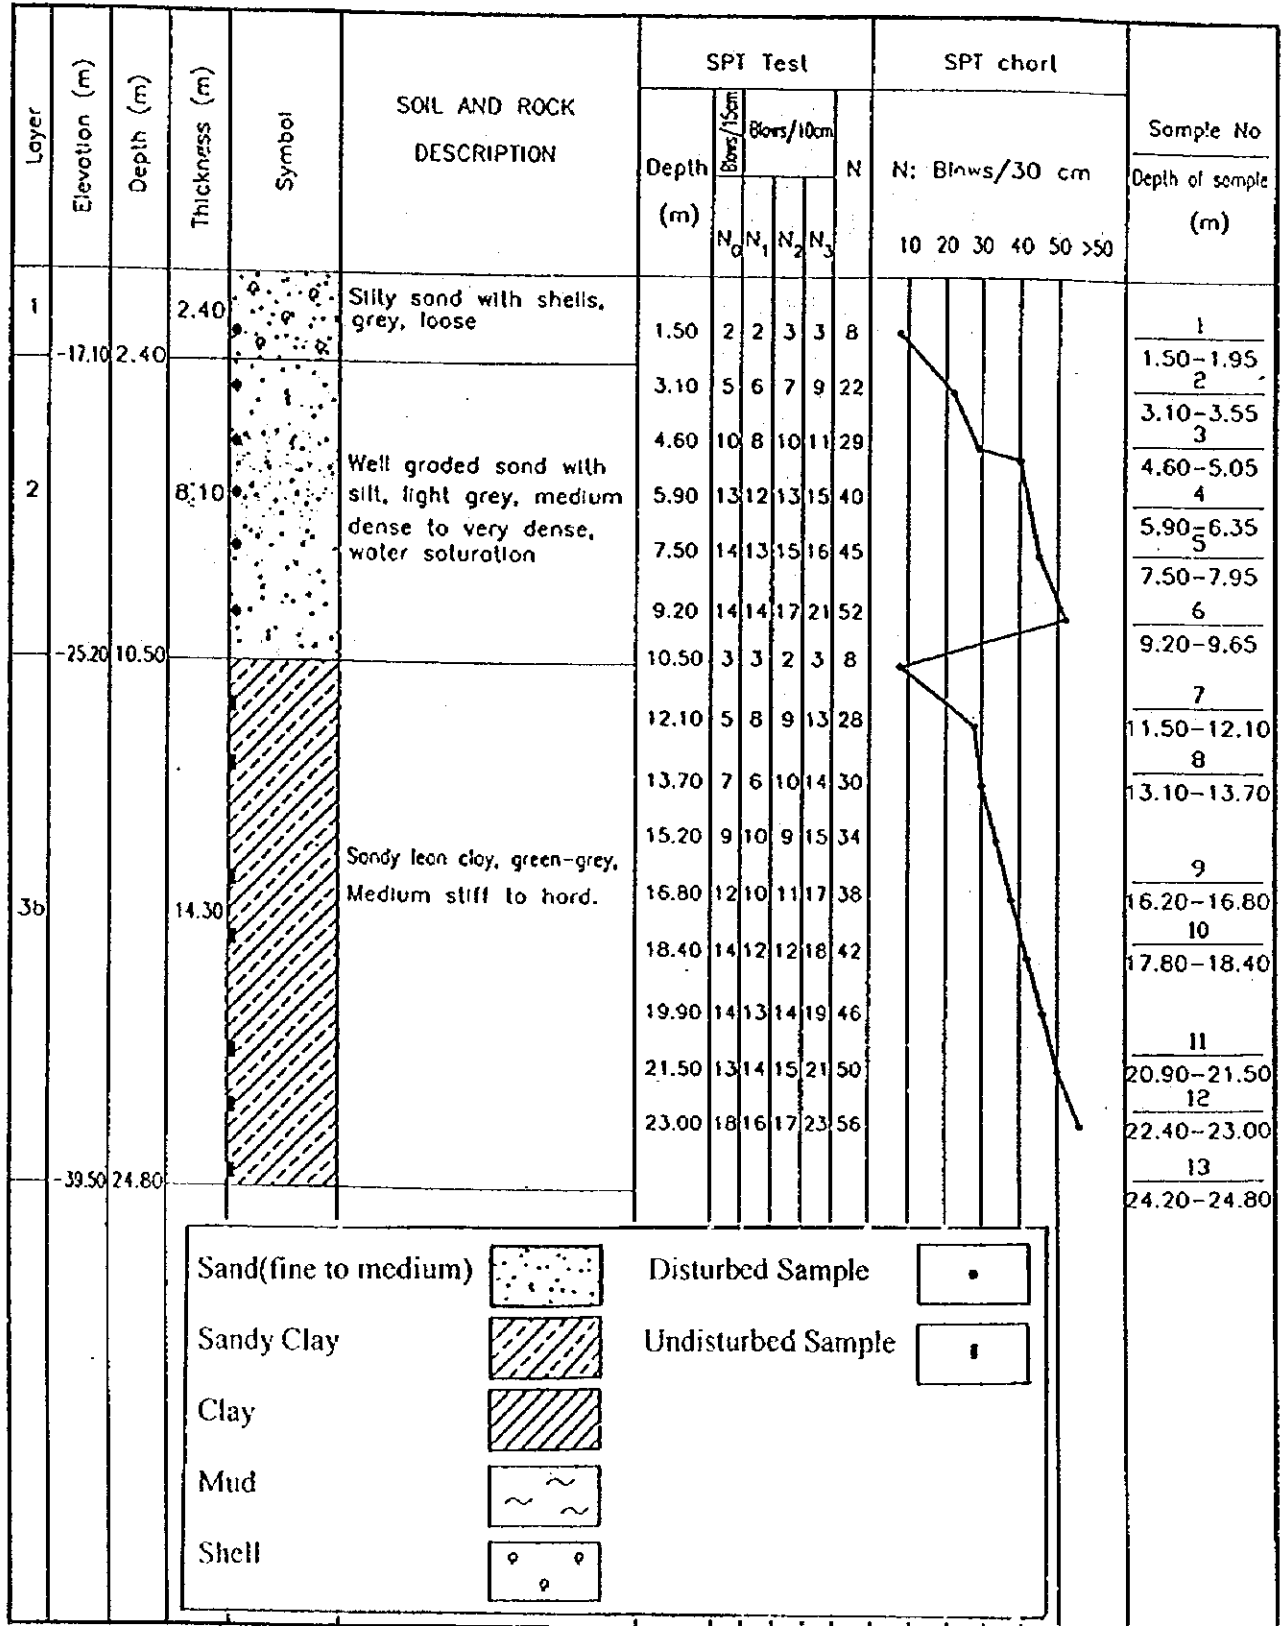 Layer
Elevation (m)
Depth (m)
Thickness (m)
Symbol
SOIL AND ROCK
DESCRIPTION
SPT Test
Depth
(m)
Blows/15cm
Blows/10cm
N
N0 N1 N2 N3
SPT chart
N: Blows/30 cm
10 20 30 40 50 >50
Sample No
Depth of sample
(m)
1
2.40
-17.10 2.40
Silty sand with shells,
grey, loose
2
8.10
-25.20 10.50
Well graded sand with
silt, light grey, medium
dense to very dense,
water saturation
3b
14.30
-39.50 24.80
Sandy lean clay, green-grey,
Medium stiff to hard.
1.50 2 2 3 3 8
3.10 5 6 7 9 22
4.60 10 8 10 11 29
5.90 13 12 13 15 40
7.50 14 13 15 16 45
9.20 14 14 17 21 52
10.50 3 3 2 3 8
12.10 5 8 9 13 28
13.70 7 6 10 14 30
15.20 9 10 9 15 34
16.80 12 10 11 17 38
18.40 14 12 12 18 42
19.90 14 13 14 19 46
21.50 13 14 15 21 50
23.00 18 16 17 23 56
1
1.50-1.95
2
3.10-3.55
3
4.60-5.05
4
5.90-6.35
5
7.50-7.95
6
9.20-9.65
7
11.50-12.10
8
13.10-13.70
9
16.20-16.80
10
17.80-18.40
11
20.90-21.50
12
22.40-23.00
13
24.20-24.80
Sand(fine to medium)
Sandy Clay
Clay
Mud
Shell
Disturbed Sample
Undisturbed Sample